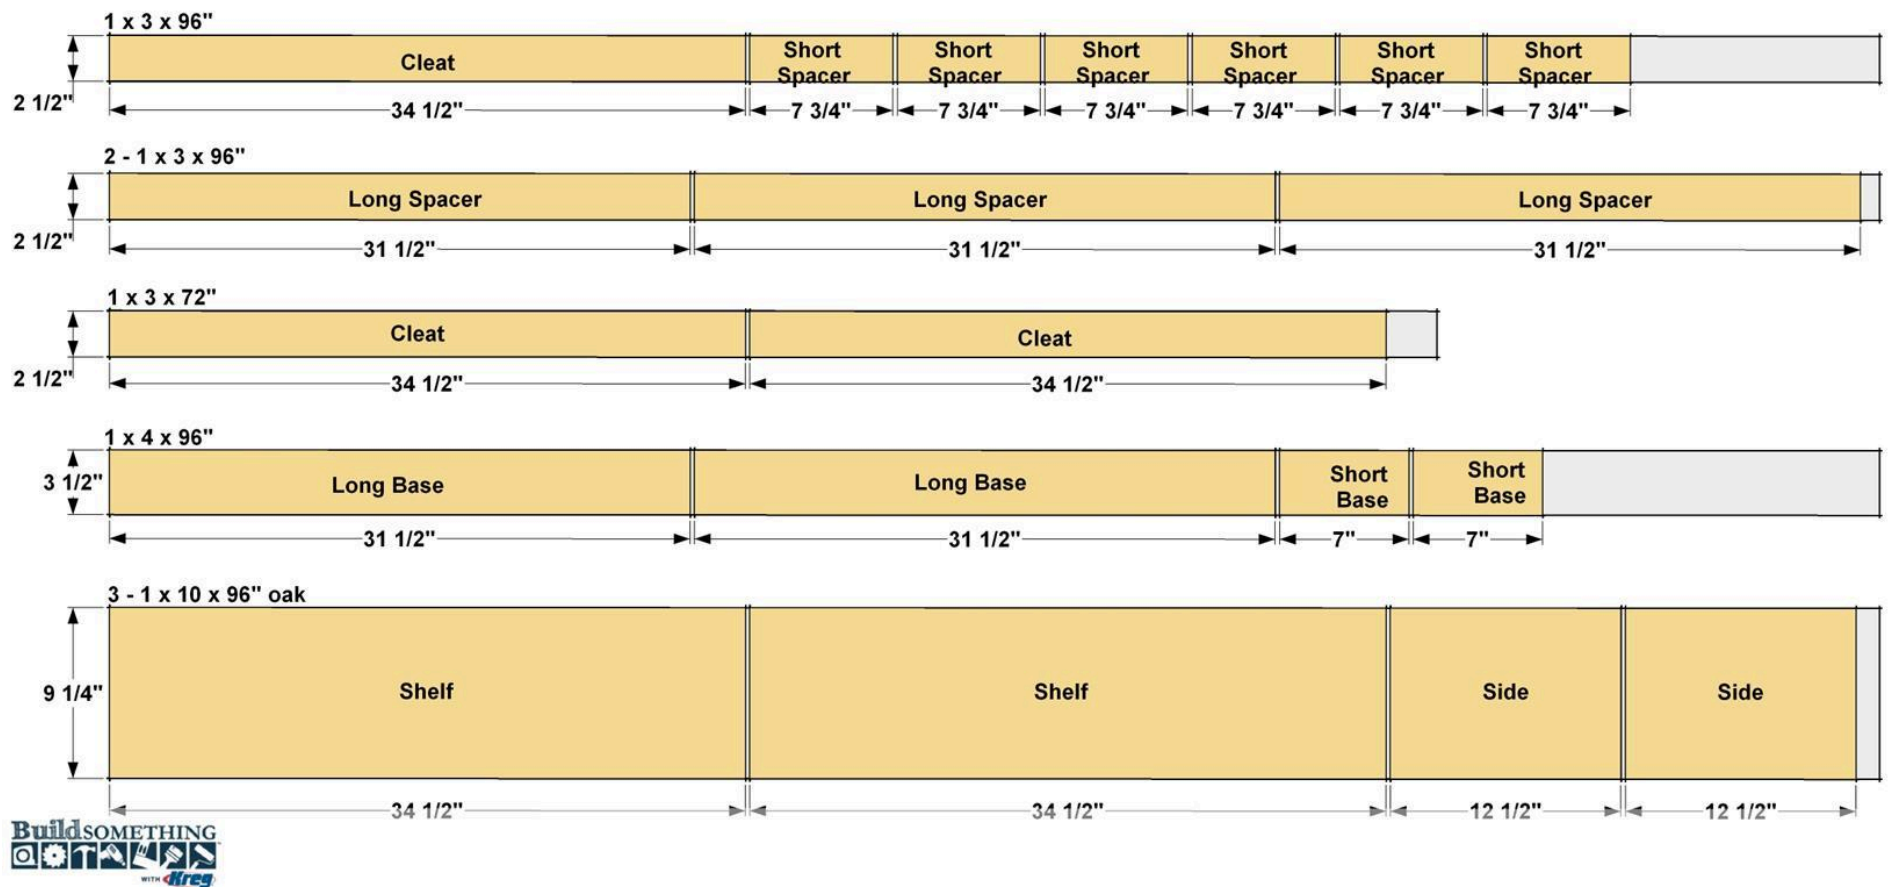 1 x 3 x 96"
Cleat
Short Spacer
Short Spacer
Short Spacer
Short Spacer
Short Spacer
Short Spacer
2 1/2"
34 1/2"
7 3/4"
7 3/4"
7 3/4"
7 3/4"
7 3/4"
7 3/4"
2 - 1 x 3 x 96"
Long Spacer
Long Spacer
Long Spacer
2 1/2"
31 1/2"
31 1/2"
31 1/2"
1 x 3 x 72"
Cleat
Cleat
2 1/2"
34 1/2"
34 1/2"
1 x 4 x 96"
3 1/2"
Long Base
Long Base
Short Base
Short Base
31 1/2"
31 1/2"
7"
7"
3 - 1 x 10 x 96" oak
9 1/4"
Shelf
Shelf
Side
Side
34 1/2"
34 1/2"
12 1/2"
12 1/2"
BuildSOMETHING
WITH Kreg